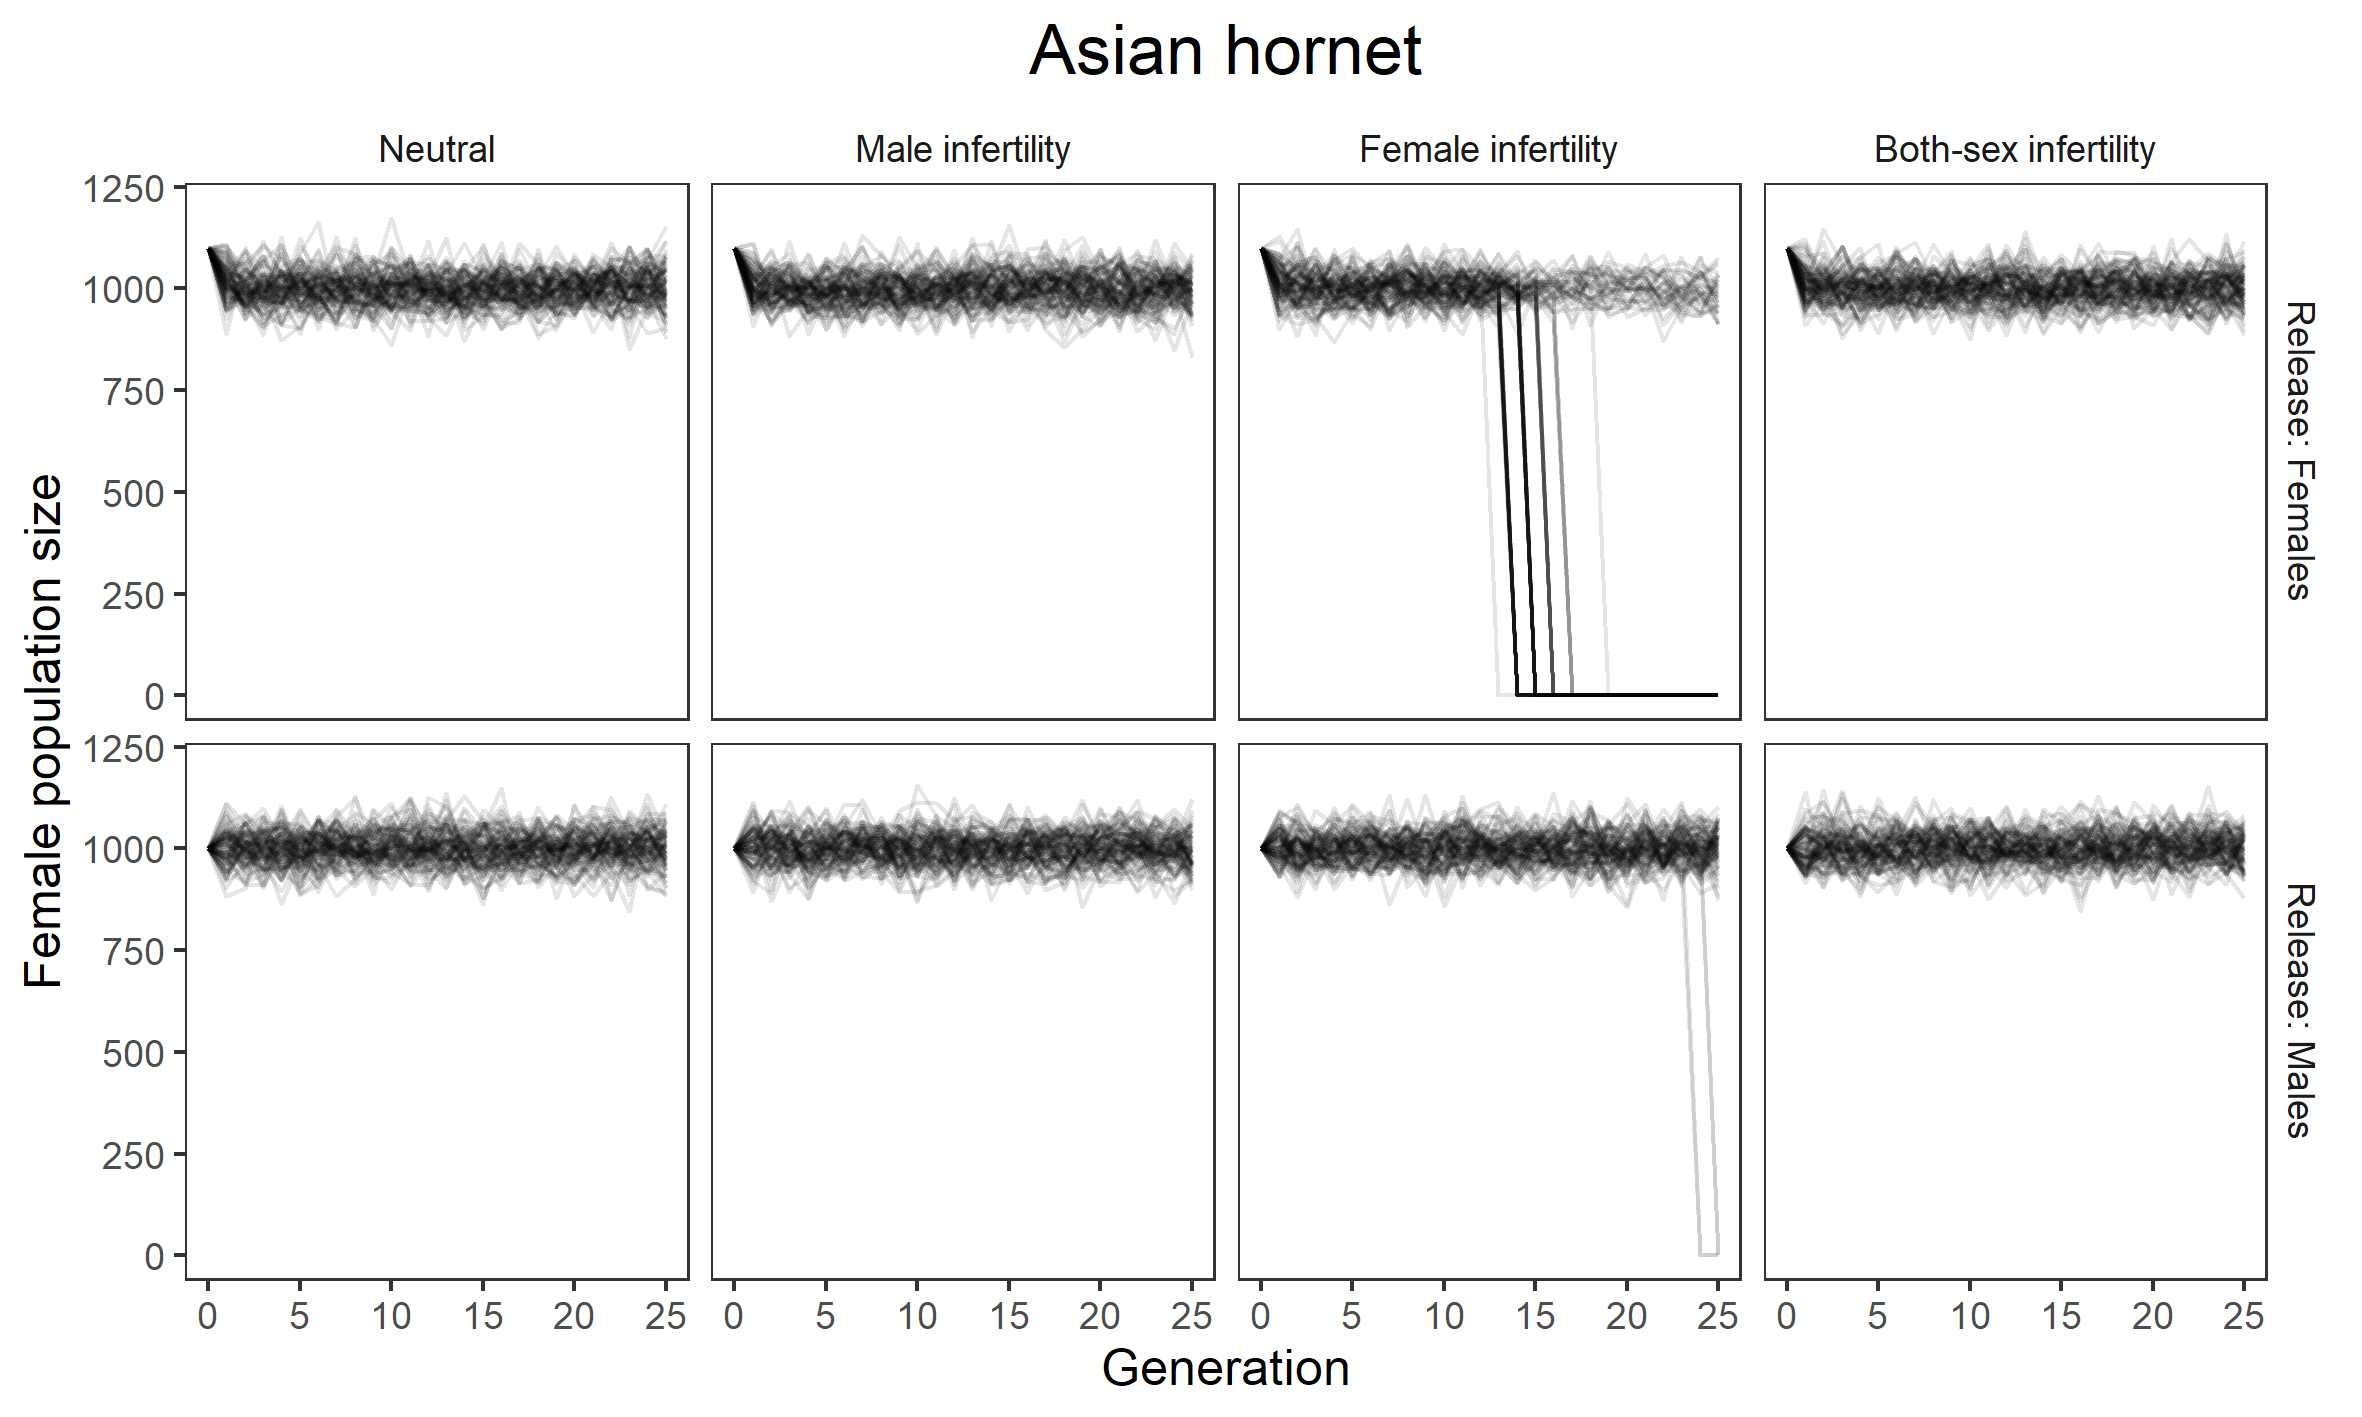 Asian hornet
Neutral
Male infertility
Female infertility
Both-sex infertility
Female population size
1250
1000
750
500
250
0
Release: Females
1250
1000
750
500
250
0
Release: Males
0 5 10 15 20 25
0 5 10 15 20 25
0 5 10 15 20 25
0 5 10 15 20 25
Generation